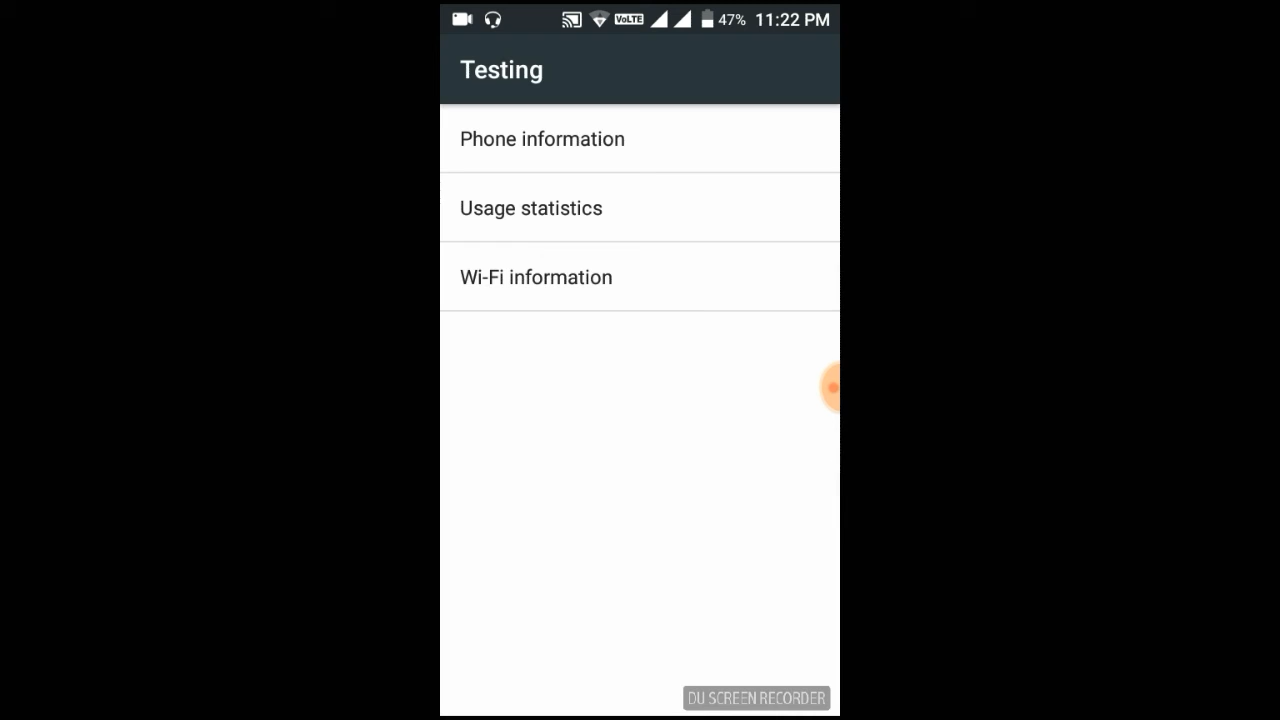 VoLTE 47% 11:22 PM
Testing
Phone information
Usage statistics
Wi-Fi information
DU SCREEN RECORDER